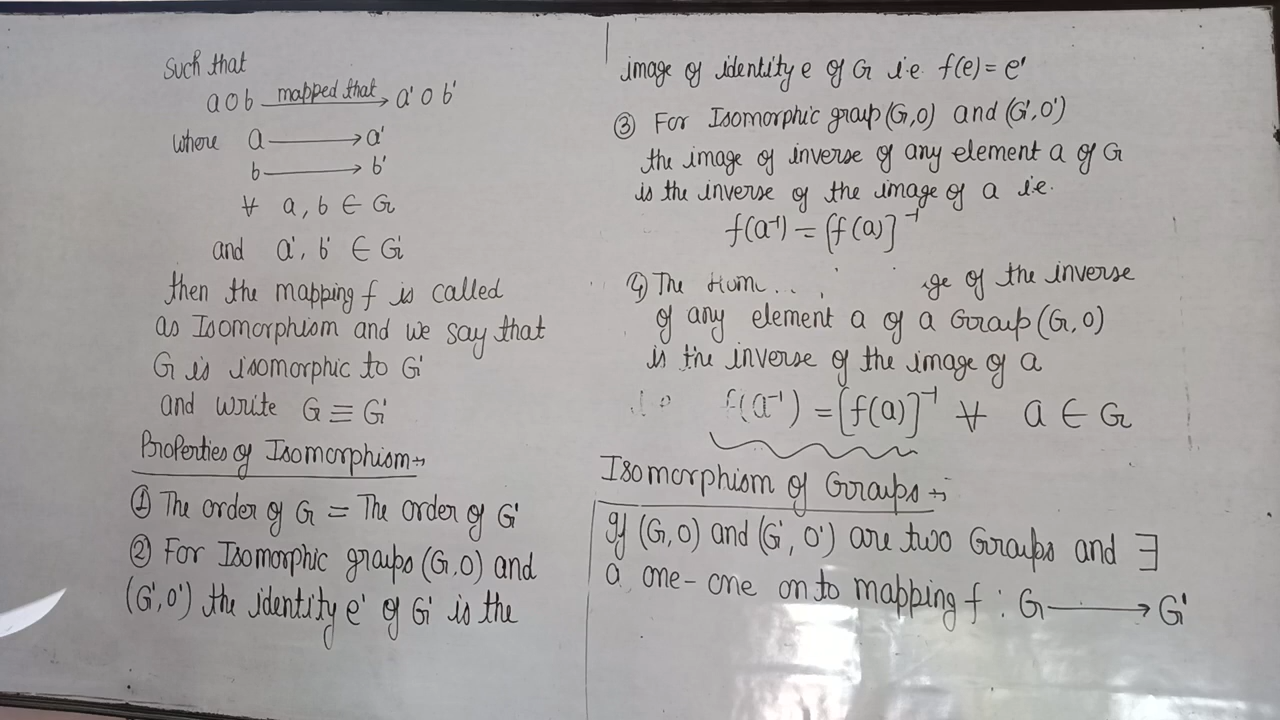 Such that
a o b mapped that → a' o b'
where a → a'
b → b'
∀ a, b ∈ G
and a', b' ∈ G'
then the mapping f is called
as Isomorphism and we say that
G is isomorphic to G'
and write G ≡ G'
Properties of Isomorphism →
① The order of G = The order of G'
② For Isomorphic groups (G,o) and
(G',o') the identity e' of G' is the
image of identity e of G i.e. f(e) = e'
③ For Isomorphic group (G,o) and (G',o')
the image of inverse of any element a of G
is the inverse of the image of a i.e.
f(a⁻¹) = [f(a)]⁻¹
④ The of the inverse
of any element a of a Group (G,o)
is the inverse of the image of a
f(a⁻¹) = [f(a)]⁻¹ ∀ a ∈ G
Isomorphism of Groups →
If (G,o) and (G',o') are two Groups and ∃
a one-one on to mapping f : G → G'